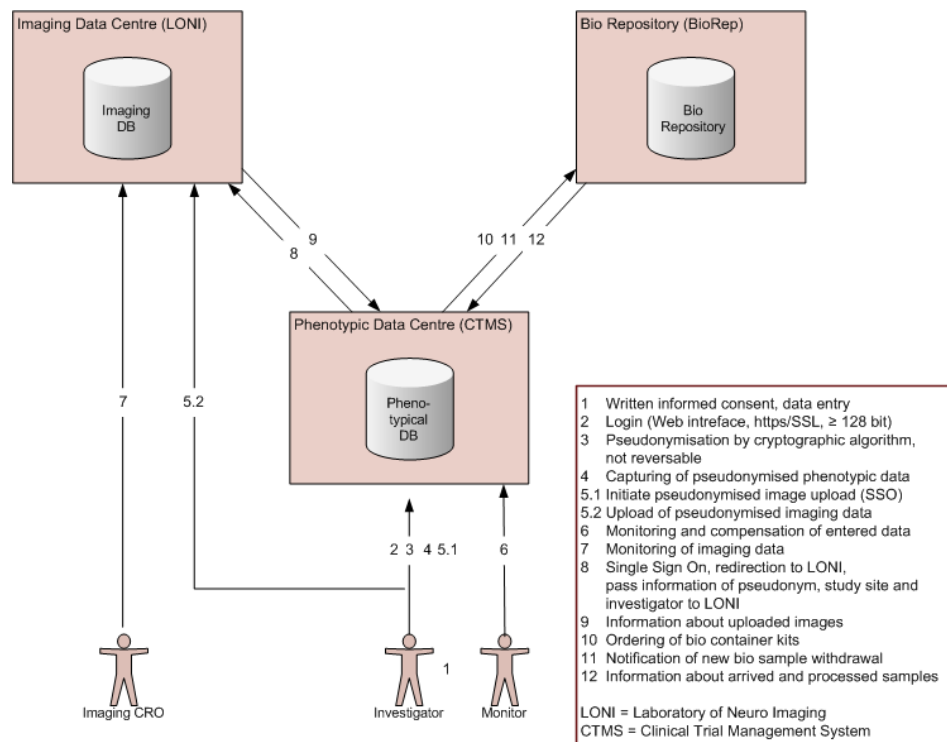 Imaging Data Centre (LONI)
Imaging
DB
Bio Repository (BioRep)
Bio
Repository
9
8
10 11 12
Phenotypic Data Centre (CTMS)
Pheno-
typical
DB
7
5.2
2 3 4 5.1
6
1
Imaging CRO
Investigator
Monitor
1 Written informed consent, data entry
2 Login (Web intreface, https/SSL, ≥ 128 bit)
3 Pseudonymisation by cryptographic algorithm,
not reversable
4 Capturing of pseudonymised phenotypic data
5.1 Initiate pseudonymised image upload (SSO)
5.2 Upload of pseudonymised imaging data
6 Monitoring and compensation of entered data
7 Monitoring of imaging data
8 Single Sign On, redirection to LONI,
pass information of pseudonym, study site and
investigator to LONI
9 Information about uploaded images
10 Ordering of bio container kits
11 Notification of new bio sample withdrawal
12 Information about arrived and processed samples
LONI = Laboratory of Neuro Imaging
CTMS = Clinical Trial Management System